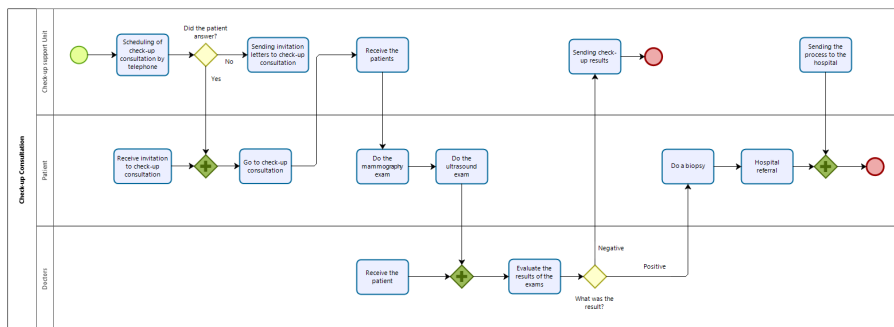 Check-up Consultation
Check-up support Unit
Did the patient
answer?
Scheduling of
check-up
consultation by
telephone
No
Yes
Sending invitation
letters to check-up
consultation
Receive the
patients
Sending check-
up results
Sending the
process to the
hospital
Patient
Receive invitation
to check-up
consultation
Go to check-up
consultation
Do the
mammography
exam
Do the
ultrasound
exam
Do a biopsy
Hospital
referral
Docters
Receive the
patient
Evaluate the
results of the
exams
Negative
Positive
What was the
result?